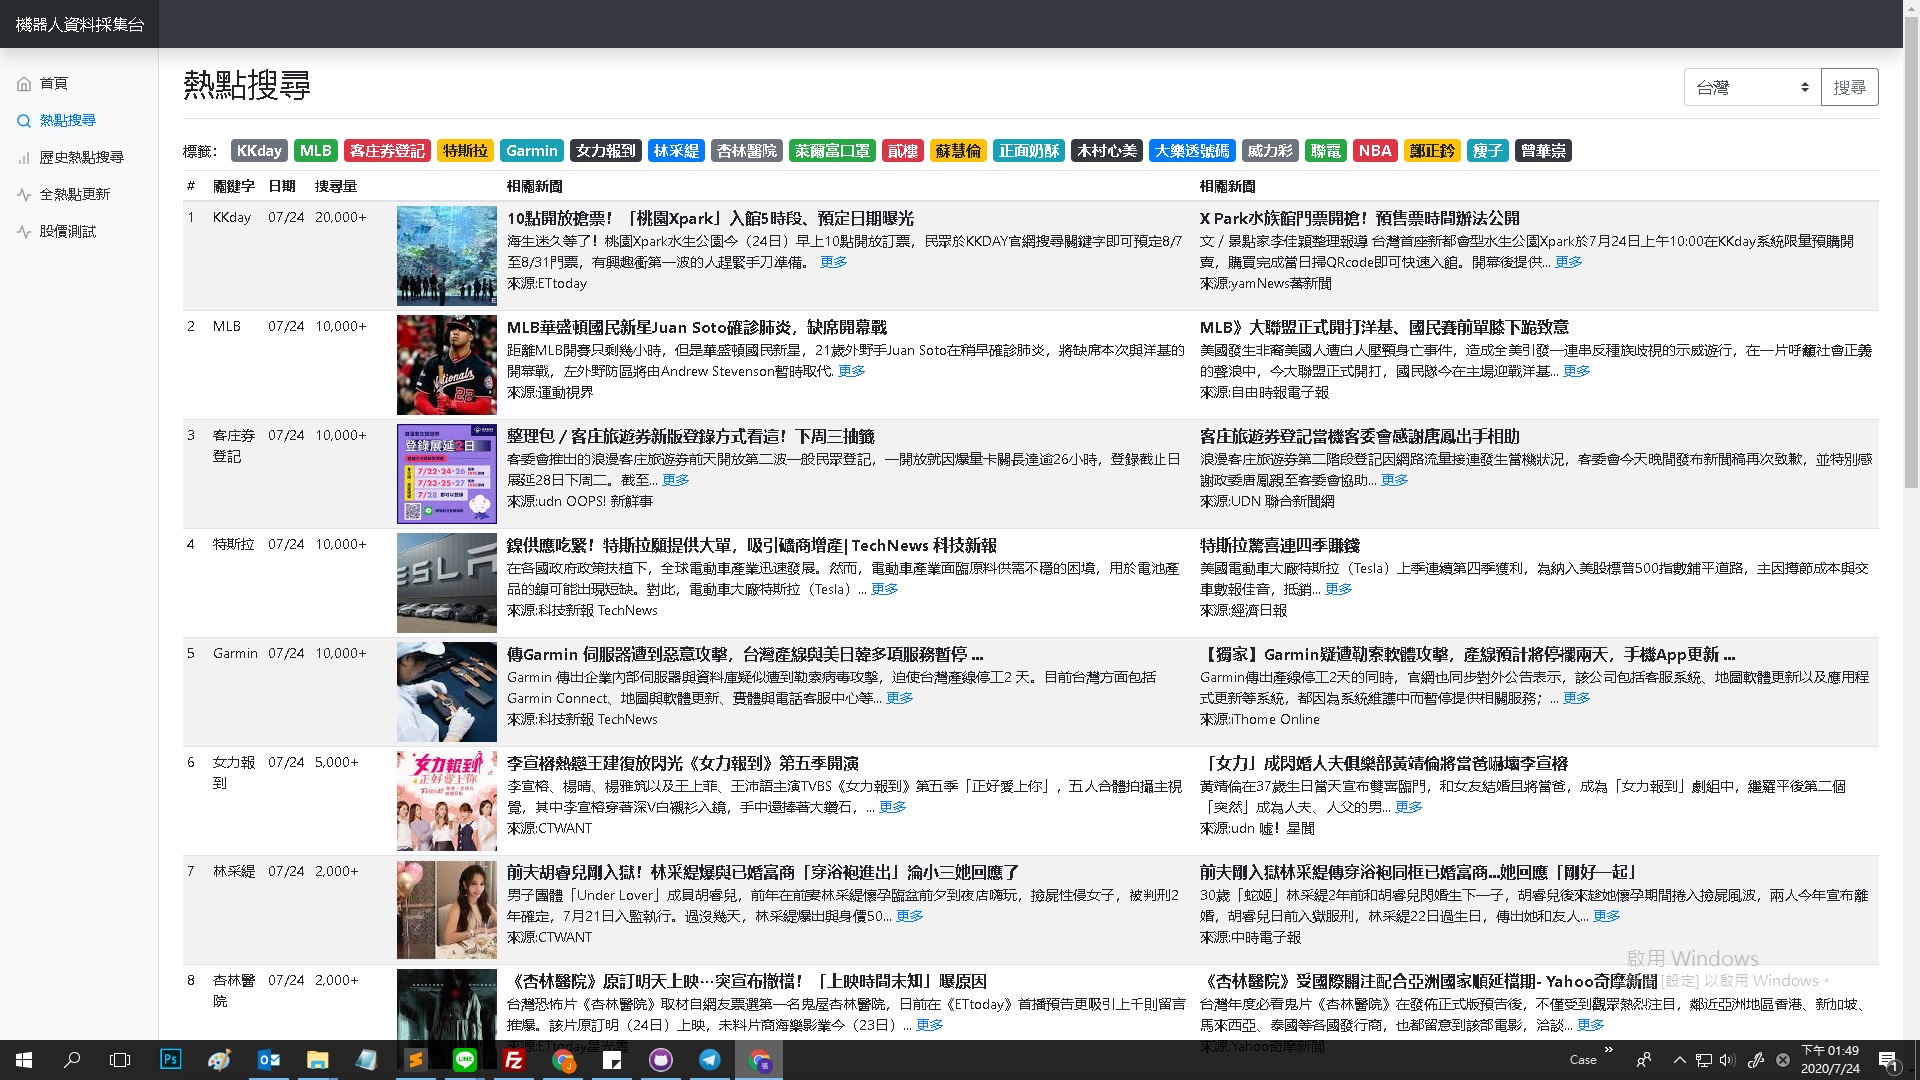 機器人資料採集台
首頁
熱點搜尋
歷史熱點搜尋
全熱點更新
股價測試
熱點搜尋
台灣 搜尋
標籤： KKday MLB 客庄券登記 特斯拉 Garmin 女力報到 林采緹 杏林醫院 萊爾富口罩 貳樓 蘇慧倫 正面奶酥 木村心美 大樂透號碼 威力彩 聯電 NBA 鄭正鈐 瘦子 曾華崇
# 關鍵字 日期 搜尋量 相關新聞 相關新聞
1 KKday 07/24 20,000+
10點開放搶票！「桃園Xpark」入館5時段、預定日期曝光
海生迷久等了！桃園Xpark水生公園今（24日）早上10點開放訂票，民眾於KKDAY官網搜尋關鍵字即可預定8/7
至8/31門票，有興趣衝第一波的人趕緊手刀準備。 更多
來源:ETtoday
X Park水族館門票開搶！預售票時間辦法公開
文／景點家李佳穎整理報導 台灣首座新都會型水生公園Xpark於7月24日上午10:00在KKday系統限量預購開
賣，購買完成當日掃QRcode即可快速入館。開幕後提供... 更多
來源:yamNews蕃新聞
2 MLB 07/24 10,000+
MLB華盛頓國民新星Juan Soto確診肺炎，缺席開幕戰
距離MLB開賽只剩幾小時，但是華盛頓國民新星，21歲外野手Juan Soto在稍早確診肺炎，將缺席本次與洋基的
開幕戰，左外野防區將由Andrew Stevenson暫時取代. 更多
來源:運動視界
MLB》大聯盟正式開打洋基、國民賽前單膝下跪致意
美國發生非裔美國人遭白人壓頸身亡事件，造成全美引發一連串反種族歧視的示威遊行，在一片呼籲社會正義
的聲浪中，今大聯盟正式開打，國民隊今在主場迎戰洋基... 更多
來源:自由時報電子報
3 客庄券 07/24 10,000+
登記
登錄展延2日
7/22·24·26
7/23·25·27
7/28
整理包／客庄旅遊券新版登錄方式看這！下周三抽籤
客委會推出的浪漫客庄旅遊券前天開放第二波一般民眾登記，一開放就因爆量卡關長達逾26小時，登錄截止日
展延28日下周二。截至... 更多
來源:udn OOPS! 新鮮事
客庄旅遊券登記當機客委會感謝唐鳳出手相助
浪漫客庄旅遊券第二階段登記因網路流量接連發生當機狀況，客委會今天晚間發布新聞稿再次致歉，並特別感
謝政委唐鳳親至客委會協助... 更多
來源:UDN 聯合新聞網
4 特斯拉 07/24 10,000+
ESLA
鎳供應吃緊！特斯拉願提供大單，吸引礦商增產| TechNews 科技新報
在各國政府政策扶植下，全球電動車產業迅速發展。然而，電動車產業面臨原料供需不穩的困境，用於電池產
品的鎳可能出現短缺。對此，電動車大廠特斯拉（Tesla）... 更多
來源:科技新報 TechNews
特斯拉驚喜連四季賺錢
美國電動車大廠特斯拉（Tesla）上季連續第四季獲利，為納入美股標普500指數鋪平道路，主因撙節成本與交
車數報佳音，抵銷... 更多
來源:經濟日報
5 Garmin 07/24 10,000+
傳Garmin 伺服器遭到惡意攻擊，台灣產線與美日韓多項服務暫停 ...
Garmin 傳出企業內部伺服器與資料庫疑似遭到勒索病毒攻擊，迫使台灣產線停工2 天。目前台灣方面包括
Garmin Connect、地圖與軟體更新、實體與電話客服中心等... 更多
來源:科技新報 TechNews
【獨家】Garmin疑遭勒索軟體攻擊，產線預計將停擺兩天，手機App更新 ...
Garmin傳出產線停工2天的同時，官網也同步對外公告表示，該公司包括客服系統、地圖軟體更新以及應用程
式更新等系統，都因為系統維護中而暫停提供相關服務；... 更多
來源:iThome Online
6 女力報 07/24 5,000+
到
女力報到
正好愛上你
李宣榕熱戀王建復放閃光《女力報到》第五季開演
李宣榕、楊晴、楊雅筑以及王上菲、王沛語主演TVBS《女力報到》第五季「正好愛上你」，五人合體拍攝主視
覺，其中李宣榕穿著深V白襯衫入鏡，手中還捧著大鑽石，... 更多
來源:CTWANT
「女力」成閃婚人夫俱樂部黃靖倫將當爸嚇壞李宣榕
黃靖倫在37歲生日當天宣布雙喜臨門，和女友結婚且將當爸，成為「女力報到」劇組中，繼羅平後第二個
「突然」成為人夫、人父的男... 更多
來源:udn 噓！星聞
7 林采緹 07/24 2,000+
前夫胡睿兒剛入獄！林采緹爆與已婚富商「穿浴袍進出」淪小三她回應了
男子團體「Under Lover」成員胡睿兒，前年在前妻林采緹懷孕臨盆前夕到夜店嗨玩，撿屍性侵女子，被判刑2
年確定，7月21日入監執行。過沒幾天，林采緹爆出與身價50... 更多
來源:CTWANT
前夫剛入獄林采緹傳穿浴袍同框已婚富商...她回應「剛好一起」
30歲「蛇姬」林采緹2年前和胡睿兒閃婚生下一子，胡睿兒後來趁她懷孕期間捲入撿屍風波，兩人今年宣布離
婚，胡睿兒日前入獄服刑，林采緹22日過生日，傳出她和友人... 更多
來源:中時電子報
8 杏林醫 07/24 2,000+
院
《杏林醫院》原訂明天上映…突宣布撤檔！「上映時間未知」曝原因
台灣恐怖片《杏林醫院》取材自網友票選第一名鬼屋杏林醫院，日前在《ETtoday》首播預告更吸引上千則留言
推爆。該片原訂明（24日）上映，未料片商海樂影業今（23日）... 更多
來源:ETtoday星光雲
《杏林醫院》受國際關注配合亞洲國家順延檔期- Yahoo奇摩新聞
台灣年度必看鬼片《杏林醫院》在發佈正式版預告後，不僅受到觀眾熱烈注目，鄰近亞洲地區香港、新加坡、
馬來西亞、泰國等各國發行商，也都留意到該部電影，洽談... 更多
來源:Yahoo奇摩新聞
啟用 Windows
[設定] 以啟用 Windows。
Case
下午 01:49
2020/7/24